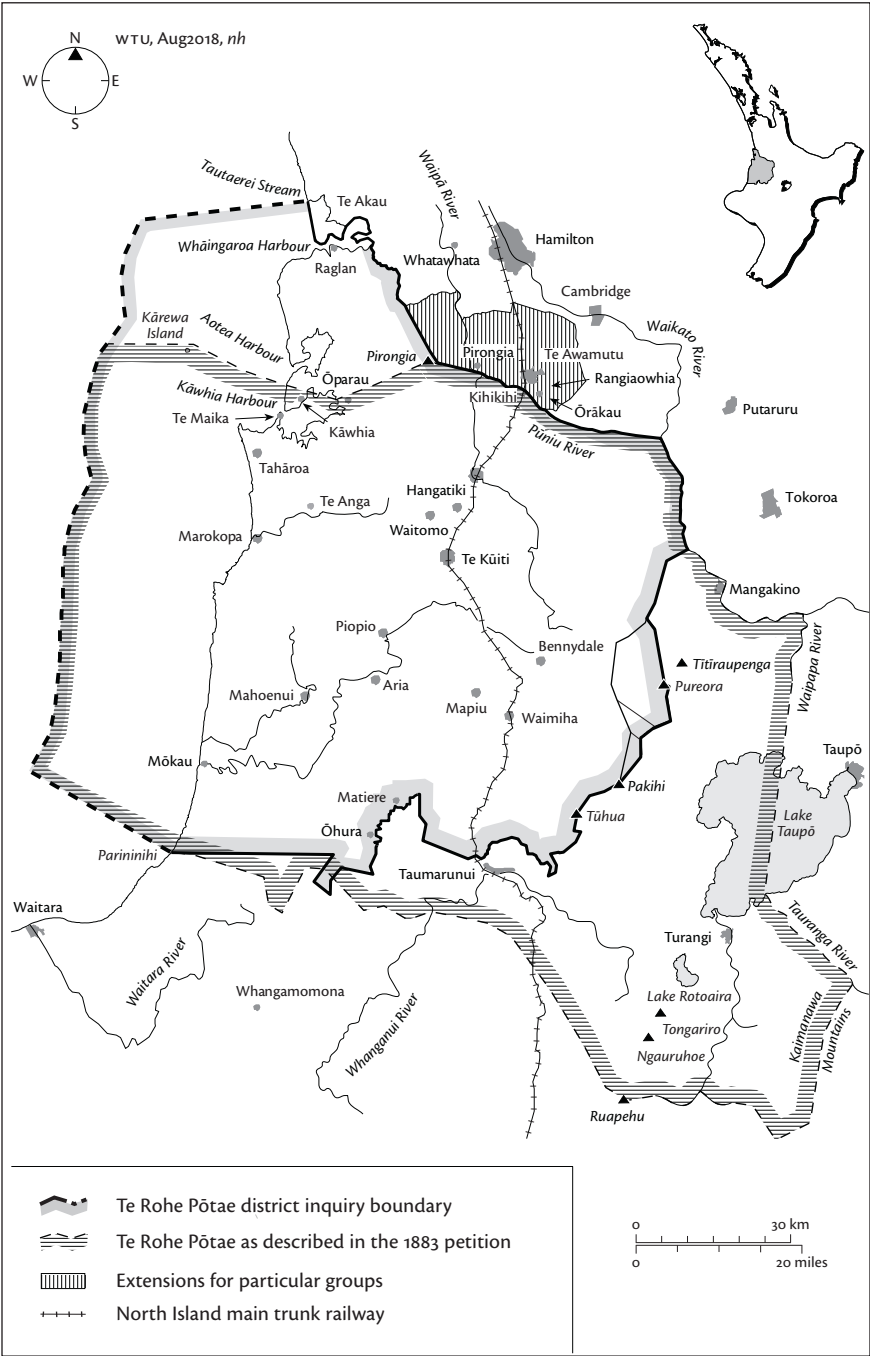 N
WTU, Aug2018, nh
W
E
S
Tautaerei Stream
Te Akau
Waipā River
Whāingaroa Harbour
Raglan
Whatawhata
Hamilton
Cambridge
Waikato River
Kārewa
Island
Aotea Harbour
Pirongia
Pirongia
Te Awamutu
Rangiaowhia
Ōrākau
Kihikihi
Pūniu River
Putaruru
Kāwhia Harbour
Ōparau
Te Maika
Kāwhia
Tahāroa
Hangatiki
Te Anga
Waitomo
Tokoroa
Marokopa
Te Kūiti
Mangakino
Piopio
Bennydale
Waipapa River
Titīraupenga
Pureora
Aria
Mahoenui
Mapiu
Waimiha
Mōkau
Taupō
Pakihi
Matiere
Tūhua
Lake
Taupō
Ōhura
Parininihi
Taumarunui
Waitara
Turangi
Tauranga River
Waitara River
Whangamomona
Whanganui River
Lake Rotoaira
Tongariro
Ngauruhoe
Kaimanawa
Mountains
Ruapehu
Te Rohe Pōtae district inquiry boundary
Te Rohe Pōtae as described in the 1883 petition
Extensions for particular groups
North Island main trunk railway
0
30 km
0
20 miles